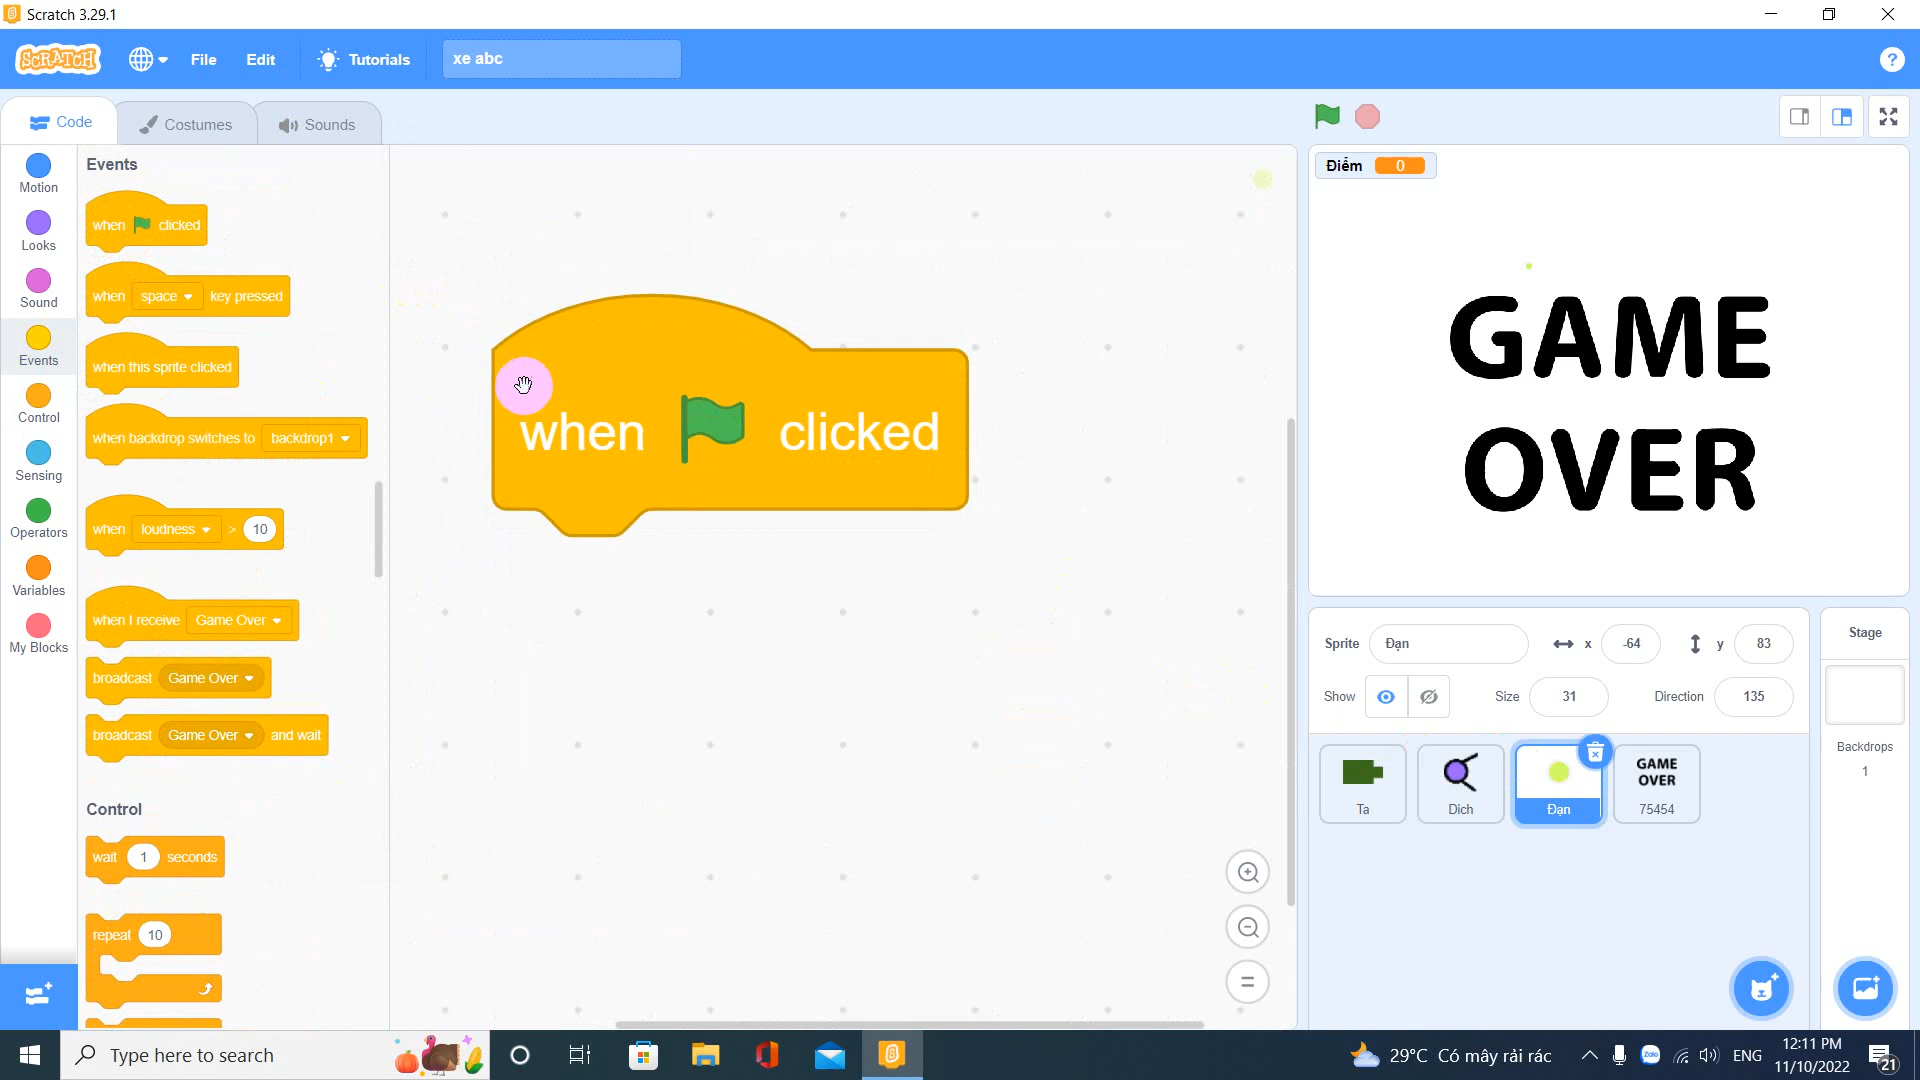 Scratch 3.29.1
SCRATCH
File
Edit
Tutorials
xe abc
?
Code
Costumes
Sounds
Motion
Looks
Sound
Events
Control
Sensing
Operators
Variables
My Blocks
Events
when clicked
when space key pressed
when this sprite clicked
when backdrop switches to backdrop1
when loudness > 10
when I receive Game Over
broadcast Game Over
broadcast Game Over and wait
Control
wait 1 seconds
repeat 10
when clicked
Điểm 0
GAME
OVER
Sprite Đạn x -64 y 83
Show Size 31 Direction 135
Ta
Dich
Đạn
GAME
OVER
75454
Stage
Backdrops
1
Type here to search
Zalo
29°C Có mây rải rác
ENG
12:11 PM
11/10/2022
21